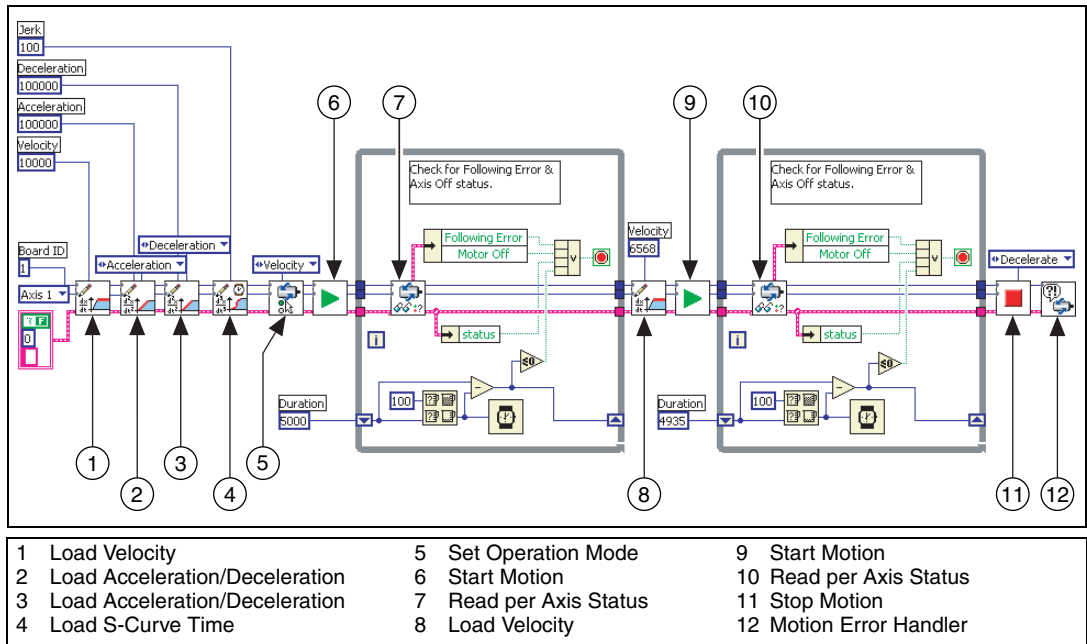 Jerk
100
Deceleration
100000
Acceleration
100000
Velocity
10000
Board ID
1
Axis 1
Acceleration
Deceleration
Velocity
0
6
7
9
10
Check for Following Error &
Axis Off status.
Following Error
Motor Off
v
status
i
≤0
100
Duration
5000
Velocity
6568
Check for Following Error &
Axis Off status.
Following Error
Motor Off
v
status
i
≤0
100
Duration
4935
Decelerate
1
2
3
4
5
8
11
12
1 Load Velocity
2 Load Acceleration/Deceleration
3 Load Acceleration/Deceleration
4 Load S-Curve Time
5 Set Operation Mode
6 Start Motion
7 Read per Axis Status
8 Load Velocity
9 Start Motion
10 Read per Axis Status
11 Stop Motion
12 Motion Error Handler